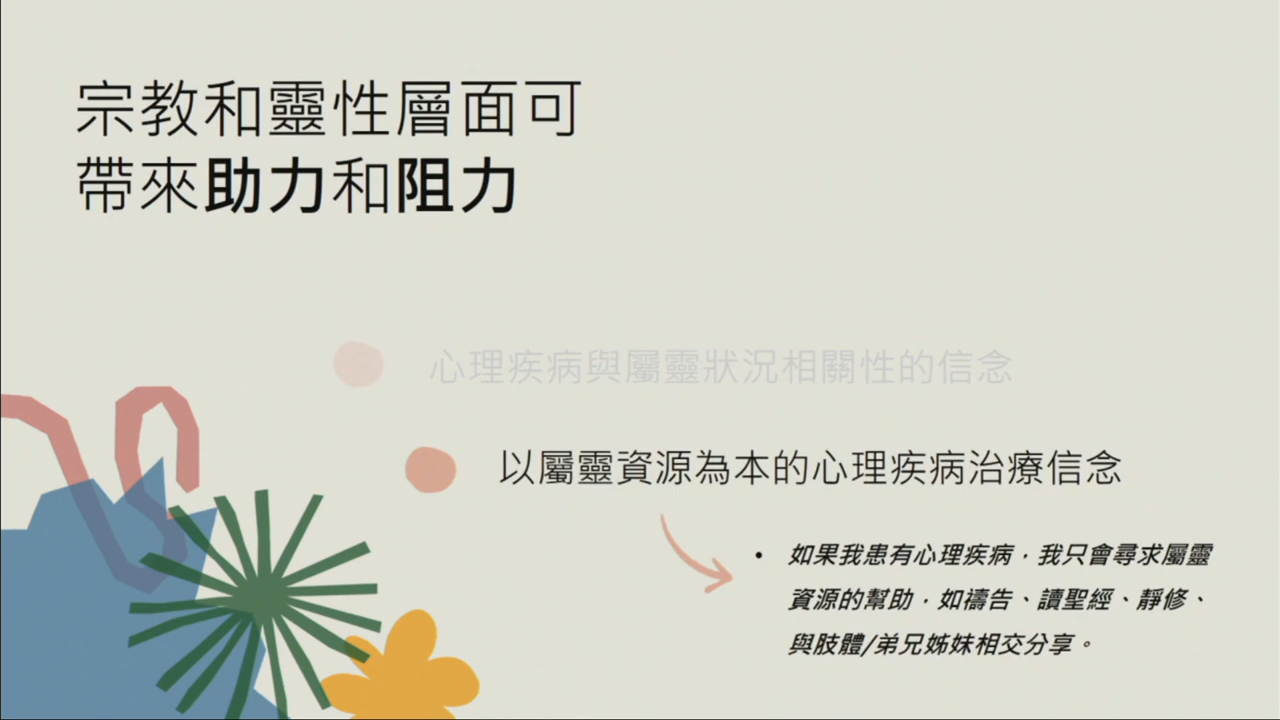 宗教和靈性層面可
帶來助力和阻力
心理疾病與屬靈狀況相關性的信念
以屬靈資源為本的心理疾病治療信念
• 如果我患有心理疾病，我只會尋求屬靈
資源的幫助，如禱告、讀聖經、靜修、
與肢體/弟兄姊妹相交分享。